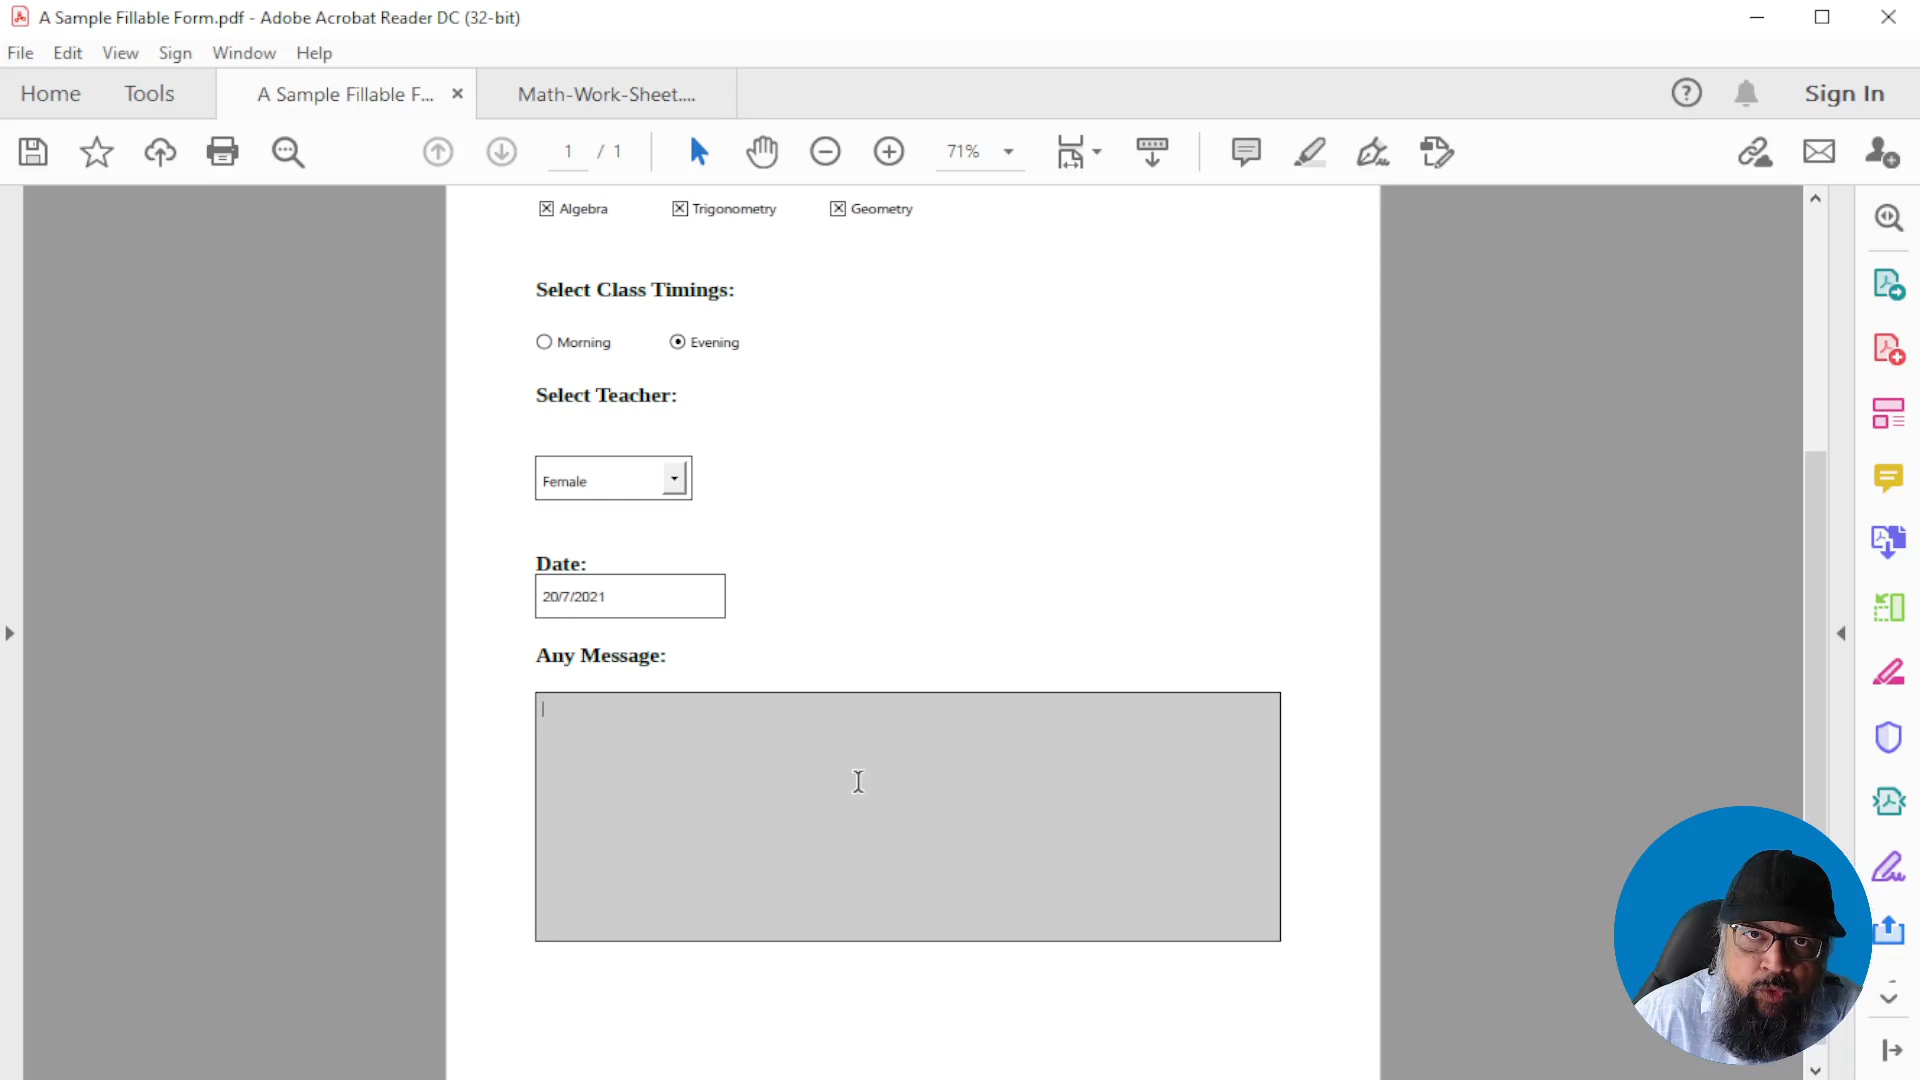 A Sample Fillable Form.pdf - Adobe Acrobat Reader DC (32-bit)
File Edit View Sign Window Help
Home Tools A Sample Fillable F... Math-Work-Sheet.... Sign In
1 / 1 71%
Algebra Trigonometry Geometry
Select Class Timings:
Morning Evening
Select Teacher:
Female
Date:
20/7/2021
Any Message: